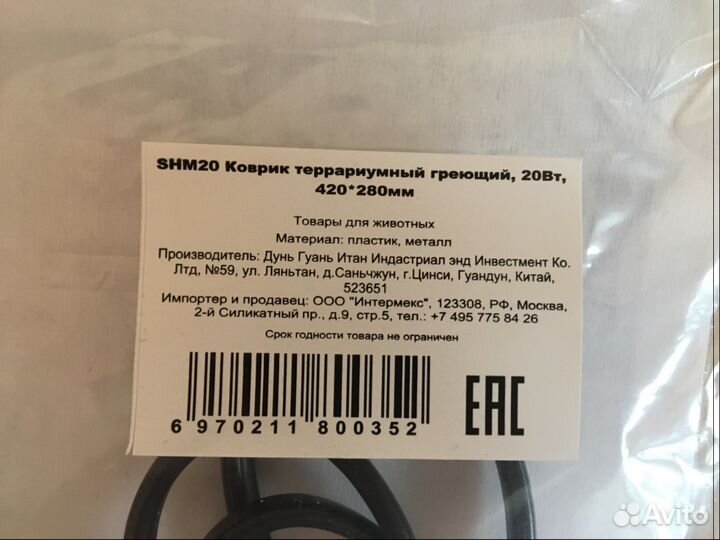 SHM20 Коврик террариумный греющий, 20Вт,
420*280мм
Товары для животных
Материал: пластик, металл
Производитель: Дунь Гуань Итан Индастриал энд Инвестмент Ко.
Лтд, №59, ул. Ляньтан, д.Саньчжун, г.Цинси, Гуандун, Китай,
523651
Импортер и продавец: ООО "Интермекс", 123308, РФ, Москва,
2-й Силикатный пр., д.9, стр.5, тел.: +7 495 775 84 26
Срок годности товара не ограничен
6 970211 800352
EAC
Avito